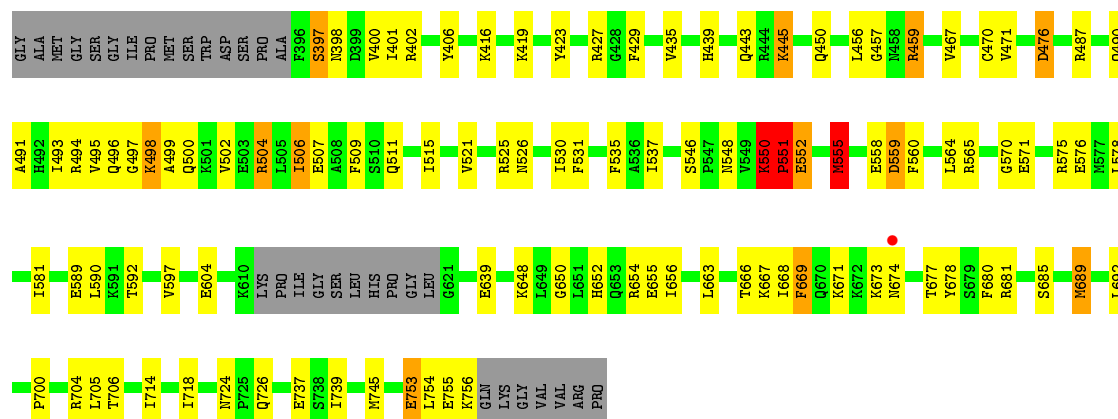 GLY ALA MET GLY SER GLY ILE PRO MET SER TRP ASP SER PRO ALA F396 S397 N398 D399 V400 I401 R402 Y406 K416 K419 Y423 R427 G428 F429 V435 H439 Q443 R444 K445 Q450 L456 G457 N458 R459 V467 C470 V471 D476 R487
A491 H492 I493 R494 V495 Q496 G497 K498 A499 Q500 K501 V502 E503 R504 L505 I506 E507 A508 F509 S510 Q511 I515 V521 R525 N526 I530 F531 F535 A536 I537 S546 P547 N548 V549 K550 P551 E552 M555 E558 D559 F560 L564 R565 G570 E571 R575 E576 M577
I581 E589 L590 K591 T592 V597 E604 K610 LYS PRO ILE GLY SER LEU HIS PRO GLY LEU G621 E639 K648 L649 G650 L651 H652 Q653 R654 E655 I656 L663 T666 K667 I668 F669 Q670 K671 K672 K673 N674 T677 Y678 S679 F680 R681 S685 M689
P700 R704 L705 T706 I714 I718 N724 P725 Q726 E737 S738 I739 M745 E753 L754 E755 K756 GLN LYS GLY VAL VAL ARG PRO